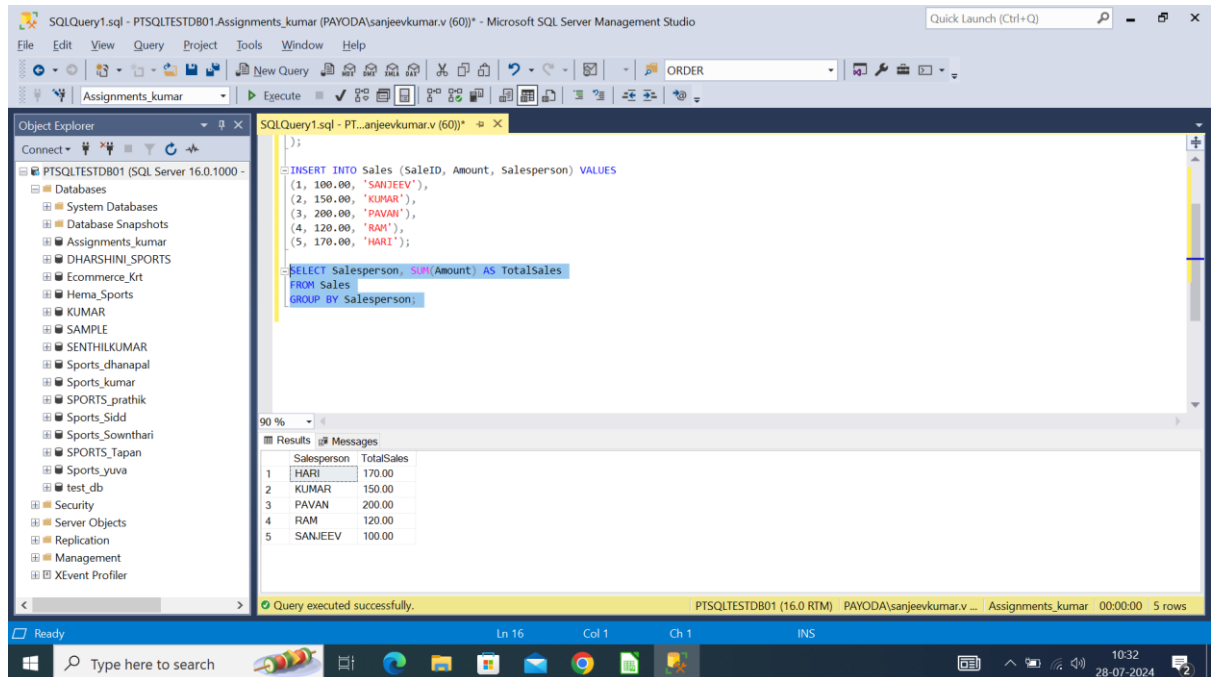 SQLQuery1.sql - PTSQLTESTDB01.Assignments_kumar (PAYODA\sanjeevkumar.v (60))* - Microsoft SQL Server Management Studio
Quick Launch (Ctrl+Q)
File Edit View Query Project Tools Window Help
New Query MDX DMX XMLA DAX ORDER
Assignments_kumar Execute
Object Explorer
SQLQuery1.sql - PT...anjeevkumar.v (60))*
Connect
PTSQLTESTDB01 (SQL Server 16.0.1000 -
Databases
System Databases
Database Snapshots
Assignments_kumar
DHARSHINI_SPORTS
Ecommerce_Krt
Hema_Sports
KUMAR
SAMPLE
SENTHILKUMAR
Sports_dhanapal
Sports_kumar
SPORTS_prathik
Sports_Sidd
Sports_Sownthari
SPORTS_Tapan
Sports_yuva
test_db
Security
Server Objects
Replication
Management
XEvent Profiler
);
INSERT INTO Sales (SaleID, Amount, Salesperson) VALUES
(1, 100.00, 'SANJEEV'),
(2, 150.00, 'KUMAR'),
(3, 200.00, 'PAVAN'),
(4, 120.00, 'RAM'),
(5, 170.00, 'HARI');
SELECT Salesperson, SUM(Amount) AS TotalSales
FROM Sales
GROUP BY Salesperson;
90 %
Results Messages
Salesperson TotalSales
1 HARI 170.00
2 KUMAR 150.00
3 PAVAN 200.00
4 RAM 120.00
5 SANJEEV 100.00
Query executed successfully.
PTSQLTESTDB01 (16.0 RTM) PAYODA\sanjeevkumar.v ... Assignments_kumar 00:00:00 5 rows
Ready Ln 16 Col 1 Ch 1 INS
Type here to search
10:32
28-07-2024
2